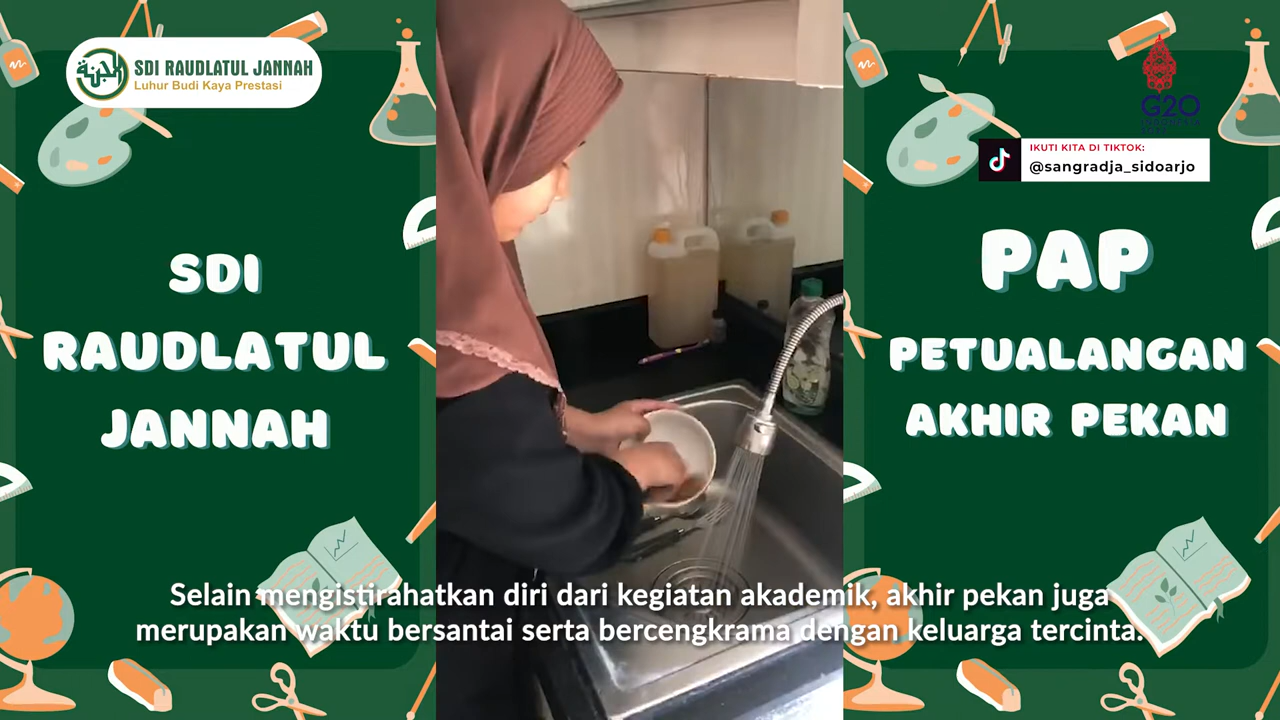 SDI RAUDLATUL JANNAH
Luhur Budi Kaya Prestasi
G20
IKUTI KITA DI TIKTOK:
@sangradja_sidoarjo
SDI
RAUDLATUL
JANNAH
PAP
PETUALANGAN
AKHIR PEKAN
Selain mengistirahatkan diri dari kegiatan akademik, akhir pekan juga
merupakan waktu bersantai serta bercengkrama dengan keluarga tercinta.